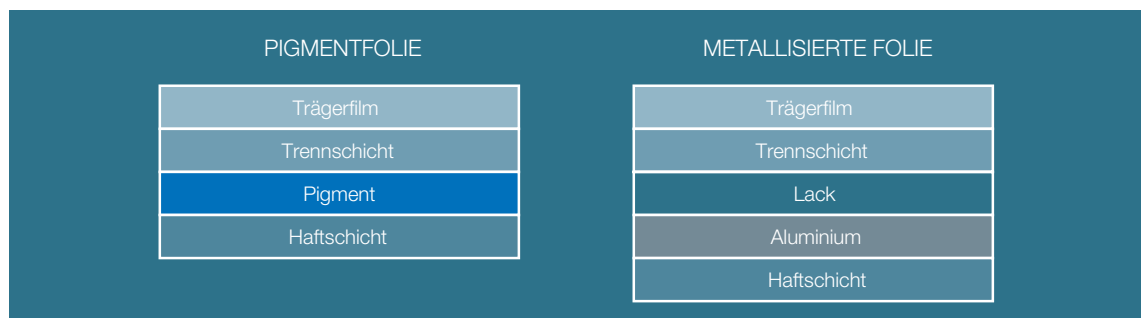 PIGMENTFOLIE
Trägerfilm
Trennschicht
Pigment
Haftschicht
METALLISIERTE FOLIE
Trägerfilm
Trennschicht
Lack
Aluminium
Haftschicht